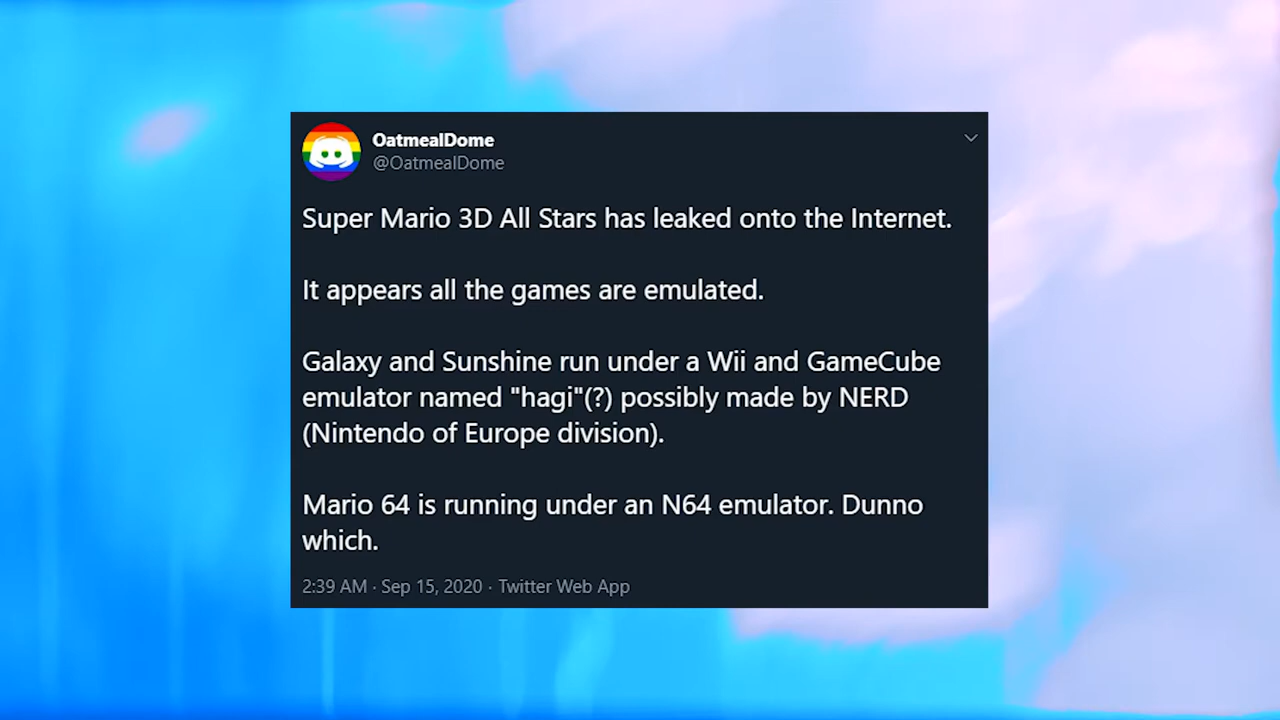 OatmealDome
@OatmealDome
Super Mario 3D All Stars has leaked onto the Internet.
It appears all the games are emulated.
Galaxy and Sunshine run under a Wii and GameCube
emulator named "hagi"(?) possibly made by NERD
(Nintendo of Europe division).
Mario 64 is running under an N64 emulator. Dunno
which.
2:39 AM · Sep 15, 2020 · Twitter Web App